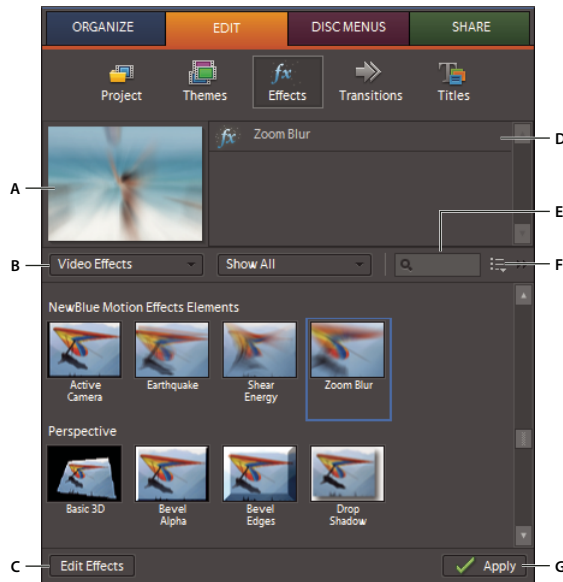 ORGANIZE EDIT DISC MENUS SHARE
Project Themes fx Effects Transitions Titles
fx Zoom Blur
D
A
E
B
Video Effects Show All
F
NewBlue Motion Effects Elements
Active Camera Earthquake Shear Energy Zoom Blur
Perspective
Basic 3D Bevel Alpha Bevel Edges Drop Shadow
C
Edit Effects Apply
G